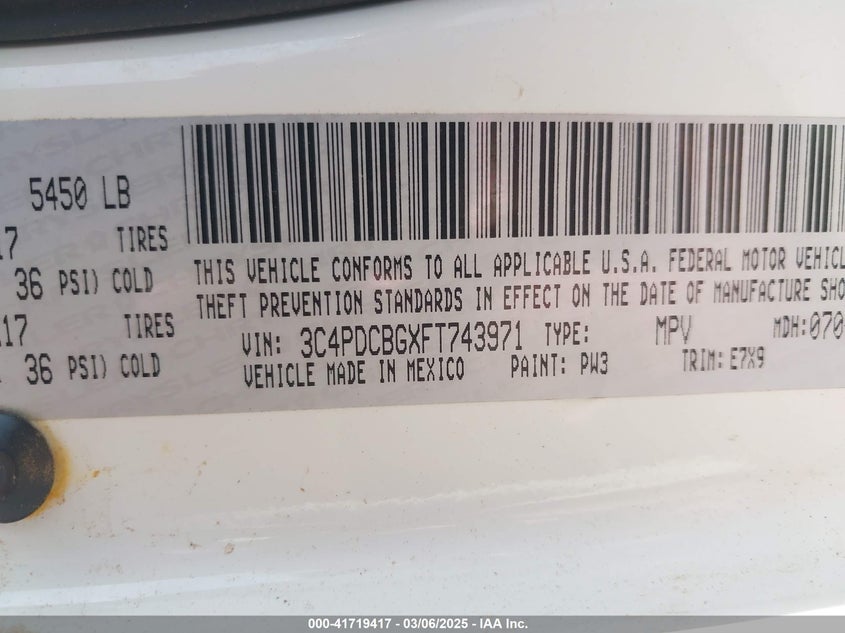 5450 LB
17 TIRES
36 PSI) COLD
17 TIRES
36 PSI) COLD
THIS VEHICLE CONFORMS TO ALL APPLICABLE U.S.A. FEDERAL MOTOR VEHICL
THEFT PREVENTION STANDARDS IN EFFECT ON THE DATE OF MANUFACTURE SHO
VIN: 3C4PDCBGXFT743971 TYPE: MPV MDH:070
VEHICLE MADE IN MEXICO PAINT: PW3 TRIM: E7X9
000-41719417 - 03/06/2025 - IAA Inc.